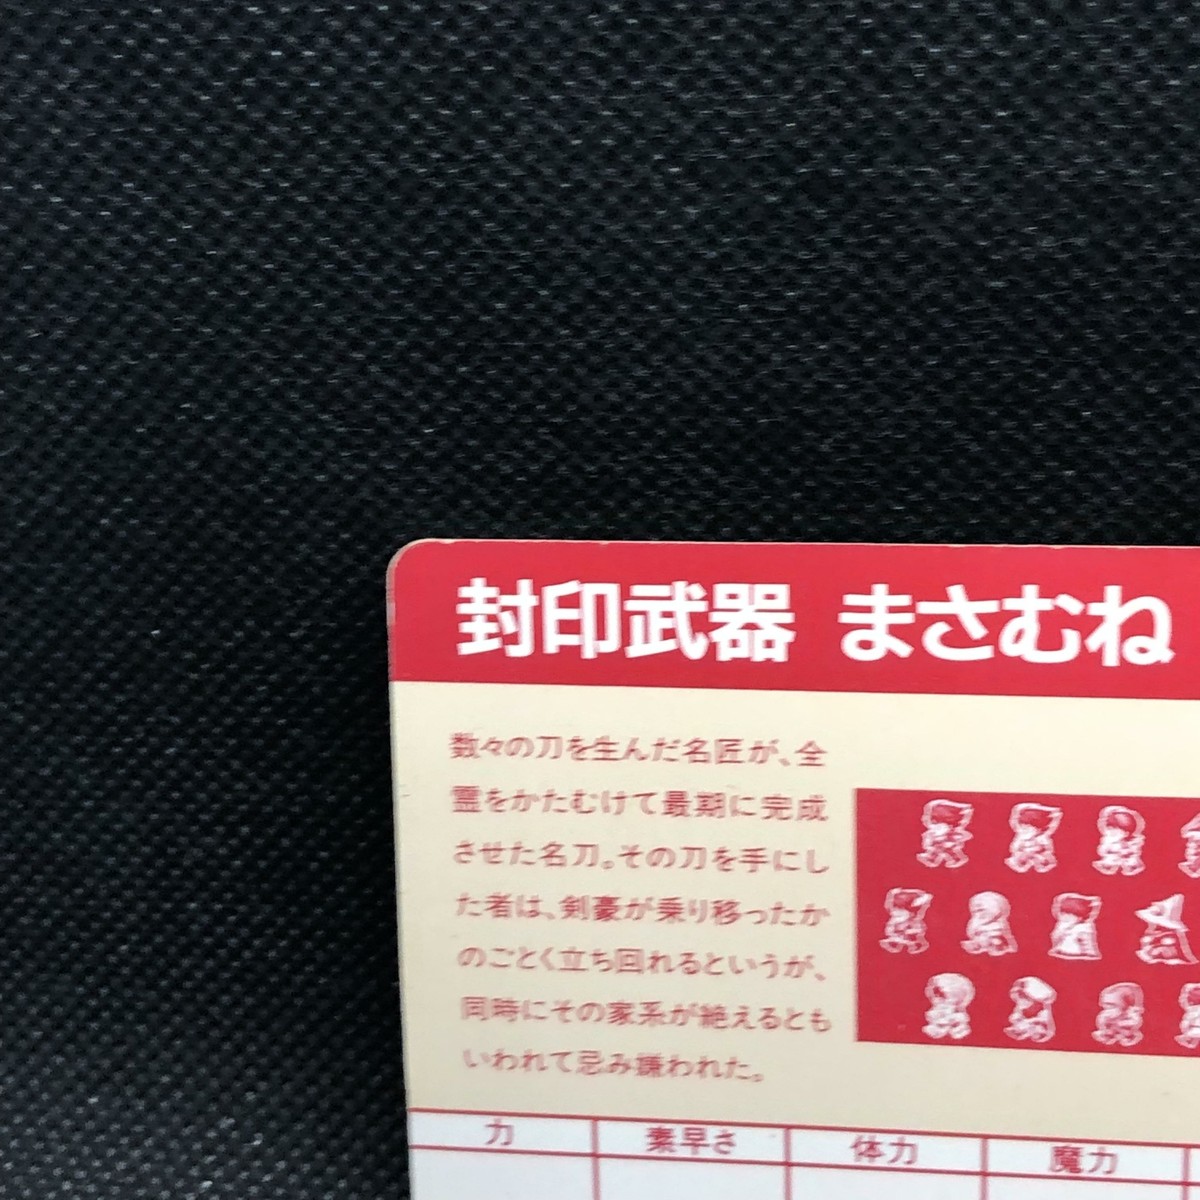 封印武器 まさむね
数々の刀を生んだ名匠が、全
霊をかたむけて最期に完成
させた名刀。その刀を手にし
た者は、剣豪が乗り移ったか
のごとく立ち回れるというが、
同時にその家系が絶えるとも
いわれて忌み嫌われた。
力 素早さ 体力 魔力